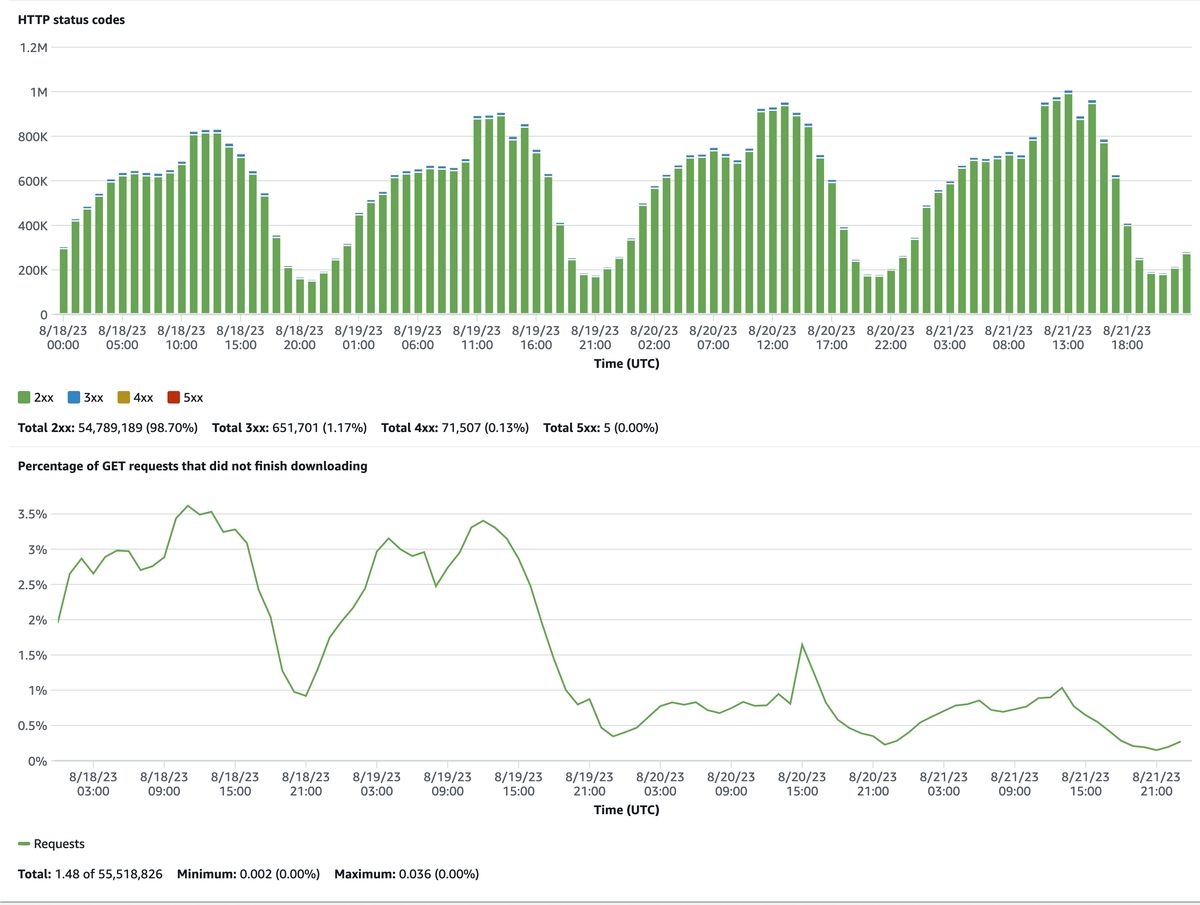 HTTP status codes
1.2M
1M
800K
600K
400K
200K
0
8/18/23 8/18/23 8/18/23 8/18/23 8/18/23 8/19/23 8/19/23 8/19/23 8/19/23 8/19/23 8/20/23 8/20/23 8/20/23 8/20/23 8/20/23 8/21/23 8/21/23 8/21/23 8/21/23
00:00 05:00 10:00 15:00 20:00 01:00 06:00 11:00 16:00 21:00 02:00 07:00 12:00 17:00 22:00 03:00 08:00 13:00 18:00
Time (UTC)
2xx 3xx 4xx 5xx
Total 2xx: 54,789,189 (98.70%) Total 3xx: 651,701 (1.17%) Total 4xx: 71,507 (0.13%) Total 5xx: 5 (0.00%)
Percentage of GET requests that did not finish downloading
3.5%
3%
2.5%
2%
1.5%
1%
0.5%
0%
8/18/23 8/18/23 8/18/23 8/18/23 8/19/23 8/19/23 8/19/23 8/19/23 8/20/23 8/20/23 8/20/23 8/20/23 8/21/23 8/21/23 8/21/23 8/21/23
03:00 09:00 15:00 21:00 03:00 09:00 15:00 21:00 03:00 09:00 15:00 21:00 03:00 09:00 15:00 21:00
Time (UTC)
Requests
Total: 1.48 of 55,518,826 Minimum: 0.002 (0.00%) Maximum: 0.036 (0.00%)